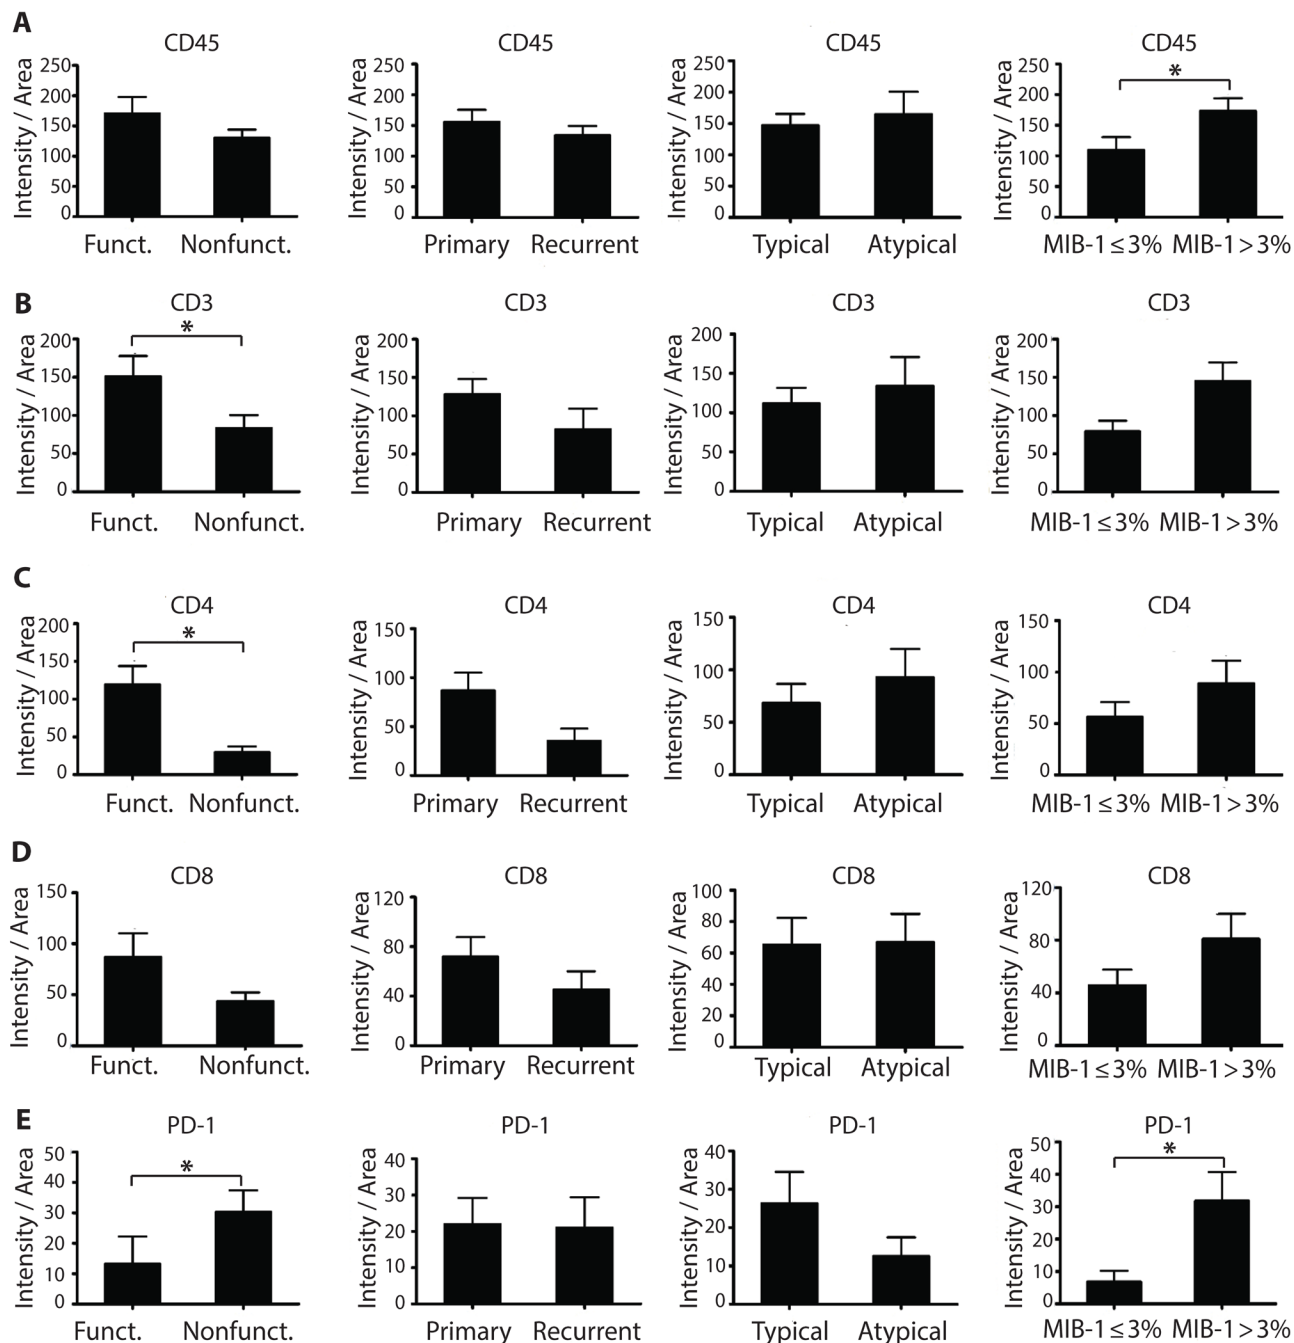 A
CD45 CD45 CD45 CD45
Intensity / Area Intensity / Area Intensity / Area Intensity / Area
250 250 250 250
200 200 200 200
150 150 150 150
100 100 100 100
50 50 50 50
0 0 0 0
*
Funct. Nonfunct. Primary Recurrent Typical Atypical MIB-1 ≤ 3% MIB-1 > 3%
B
CD3 CD3 CD3 CD3
Intensity / Area Intensity / Area Intensity / Area Intensity / Area
*
200 200 200 200
150 150 150 150
100 100 100 100
50 50 50 50
0 0 0 0
Funct. Nonfunct. Primary Recurrent Typical Atypical MIB-1 ≤ 3% MIB-1 > 3%
C
CD4 CD4 CD4 CD4
Intensity / Area Intensity / Area Intensity / Area Intensity / Area
*
200 150 150 150
150 100 100 100
100 50 50 50
50 0 0 0
0
Funct. Nonfunct. Primary Recurrent Typical Atypical MIB-1 ≤ 3% MIB-1 > 3%
D
CD8 CD8 CD8 CD8
Intensity / Area Intensity / Area Intensity / Area Intensity / Area
150 120 100 120
100 80 80 80
50 40 60 40
0 0 40 0
20
0
Funct. Nonfunct. Primary Recurrent Typical Atypical MIB-1 ≤ 3% MIB-1 > 3%
E
PD-1 PD-1 PD-1 PD-1
Intensity / Area Intensity / Area Intensity / Area Intensity / Area
* *
50 40 40 50
40 30 30 40
30 20 20 30
20 10 10 20
10 0 0 10
0 0
Funct. Nonfunct. Primary Recurrent Typical Atypical MIB-1 ≤ 3% MIB-1 > 3%